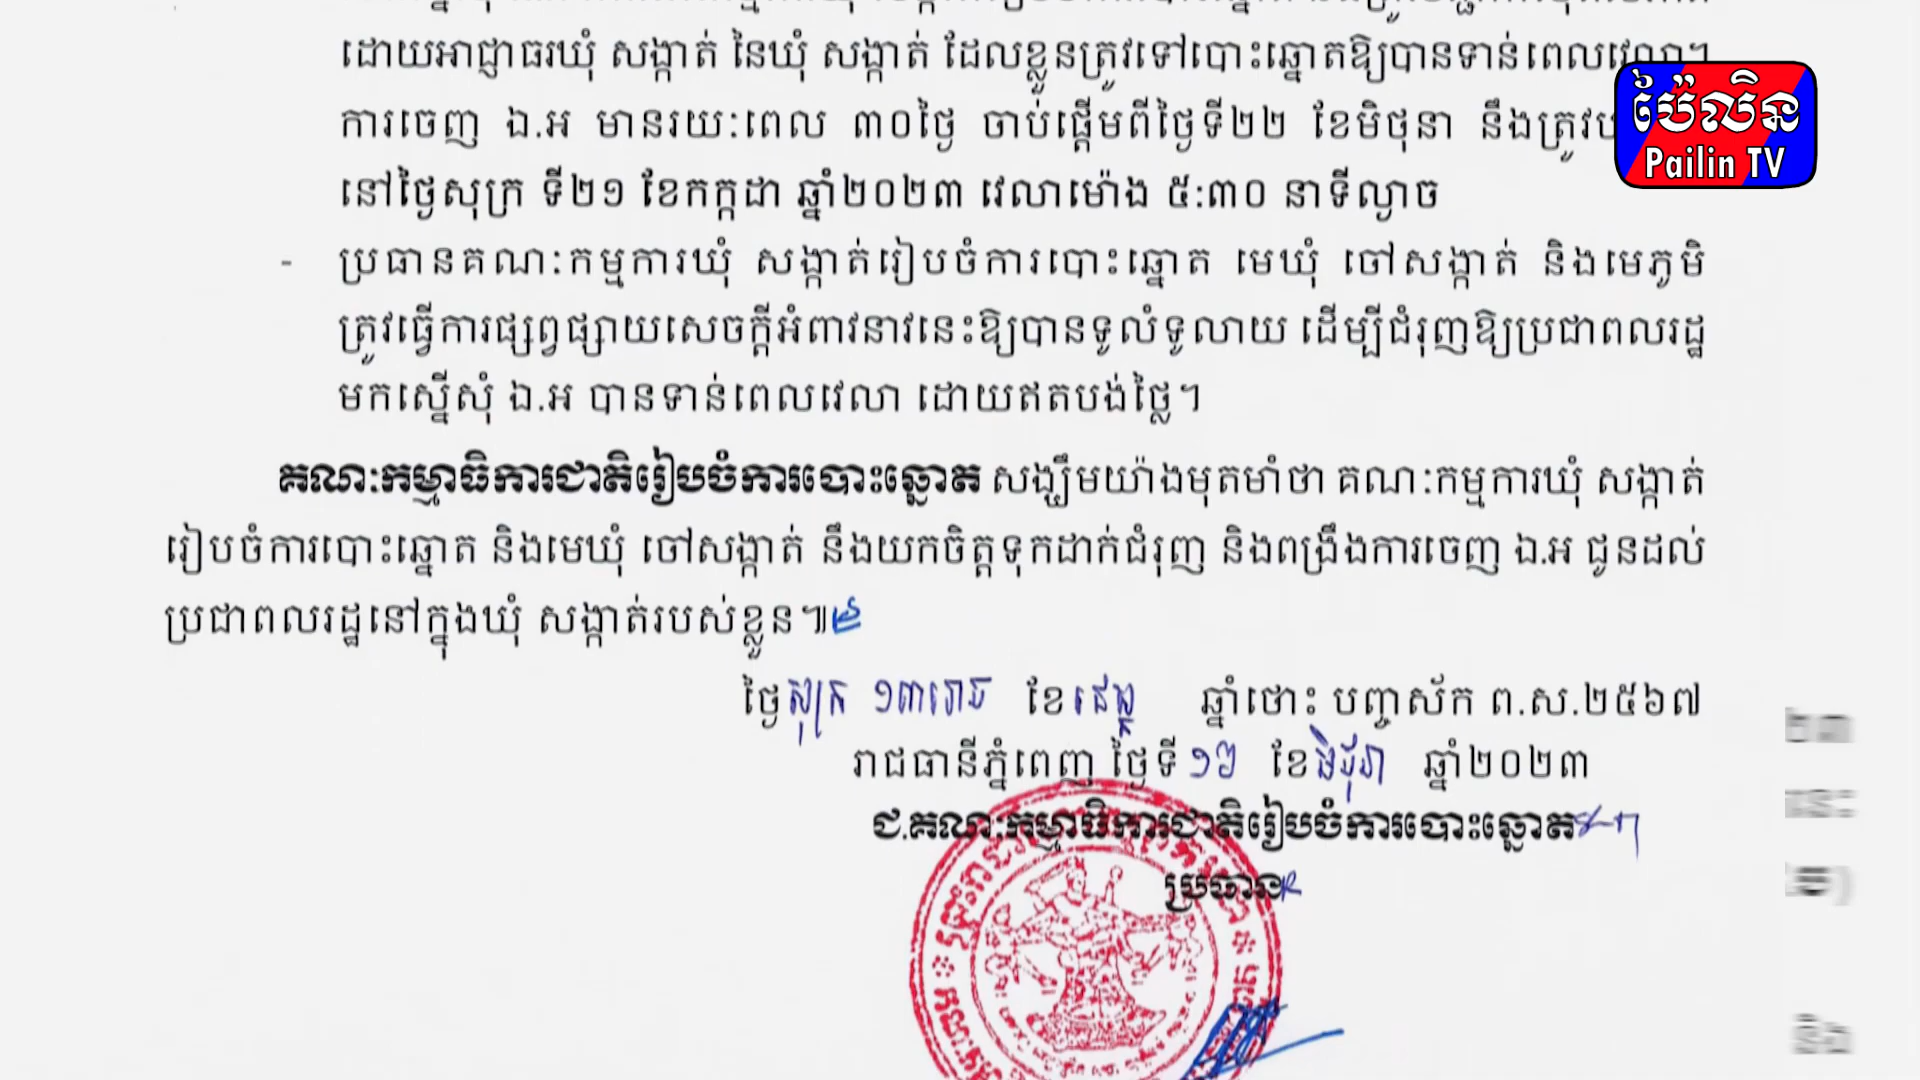 ដោយអាជ្ញាធរឃុំ សង្កាត់ នៃឃុំ សង្កាត់ ដែលខ្លួនត្រូវទៅបោះឆ្នោតឱ្យបានទាន់ពេលវេលា។
ប៉ៃលិន
Pailin TV
ការចេញ ឯ.អ មានរយៈពេល ៣០ថ្ងៃ ចាប់ផ្តើមពីថ្ងៃទី២២ ខែមិថុនា នឹងត្រូវ
នៅថ្ងៃសុក្រ ទី២១ ខែកក្កដា ឆ្នាំ២០២៣ វេលាម៉ោង ៥:៣០ នាទីល្ងាច
- ប្រធានគណៈកម្មការឃុំ សង្កាត់រៀបចំការបោះឆ្នោត មេឃុំ ចៅសង្កាត់ និងមេភូមិ
ត្រូវធ្វើការផ្សព្វផ្សាយសេចក្តីអំពាវនាវនេះឱ្យបានទូលំទូលាយ ដើម្បីជំរុញឱ្យប្រជាពលរដ្ឋ
មកស្នើសុំ ឯ.អ បានទាន់ពេលវេលា ដោយឥតបង់ថ្លៃ។
គណៈកម្មាធិការជាតិរៀបចំការបោះឆ្នោត សង្ឃឹមយ៉ាងមុតមាំថា គណៈកម្មការឃុំ សង្កាត់
រៀបចំការបោះឆ្នោត និងមេឃុំ ចៅសង្កាត់ នឹងយកចិត្តទុកដាក់ជំរុញ និងពង្រឹងការចេញ ឯ.អ ជូនដល់
ប្រជាពលរដ្ឋនៅក្នុងឃុំ សង្កាត់របស់ខ្លួន៕
ថ្ងៃសុក្រ ១៣រោច ខែជេស្ឋ ឆ្នាំថោះ បញ្ចស័ក ព.ស.២៥៦៧
រាជធានីភ្នំពេញ ថ្ងៃទី១៦ ខែមិថុនា ឆ្នាំ២០២៣
ជ.គណៈកម្មាធិការជាតិរៀបចំការបោះឆ្នោត
ប្រធាន